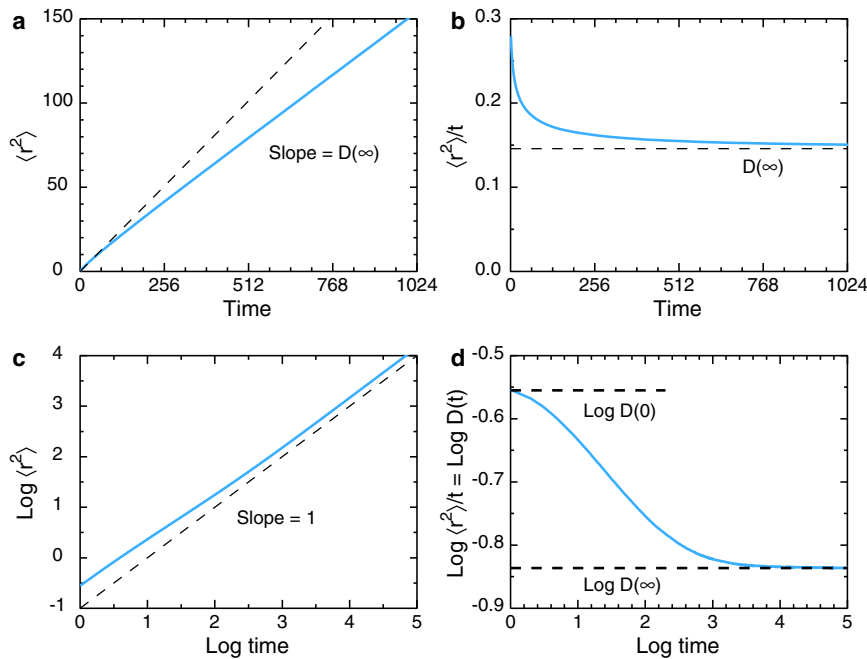 a
150
100
50
0
⟨r²⟩
Slope = D(∞)
0 256 512 768 1024
Time
b
0.3
0.2
0.1
0.0
⟨r²⟩/t
D(∞)
0 256 512 768 1024
Time
c
4
3
2
1
0
-1
Log ⟨r²⟩
Slope = 1
0 1 2 3 4 5
Log time
d
-0.5
-0.6
-0.7
-0.8
-0.9
Log ⟨r²⟩/t = Log D(t)
Log D(0)
Log D(∞)
0 1 2 3 4 5
Log time